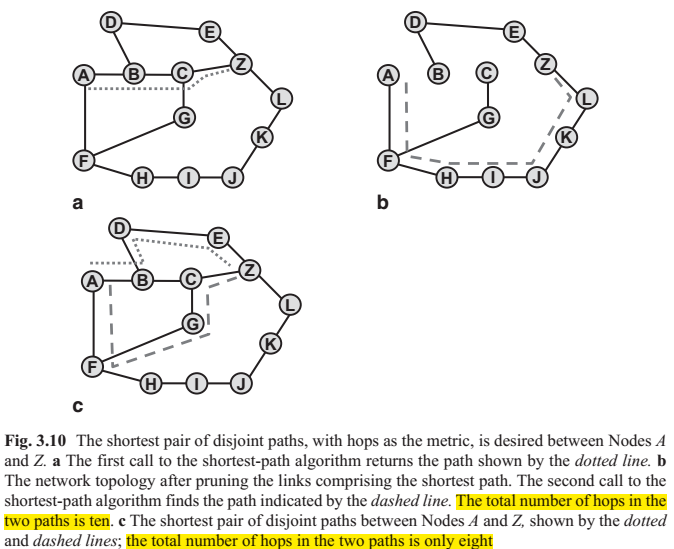 D
E
A
B
C
Z
L
G
K
F
H
I
J
a
D
E
A
B
C
Z
L
G
K
F
H
I
J
b
D
E
A
B
C
Z
L
G
K
F
H
I
J
c
Fig. 3.10 The shortest pair of disjoint paths, with hops as the metric, is desired between Nodes A
and Z. a The first call to the shortest-path algorithm returns the path shown by the dotted line. b
The network topology after pruning the links comprising the shortest path. The second call to the
shortest-path algorithm finds the path indicated by the dashed line. The total number of hops in the
two paths is ten. c The shortest pair of disjoint paths between Nodes A and Z, shown by the dotted
and dashed lines; the total number of hops in the two paths is only eight